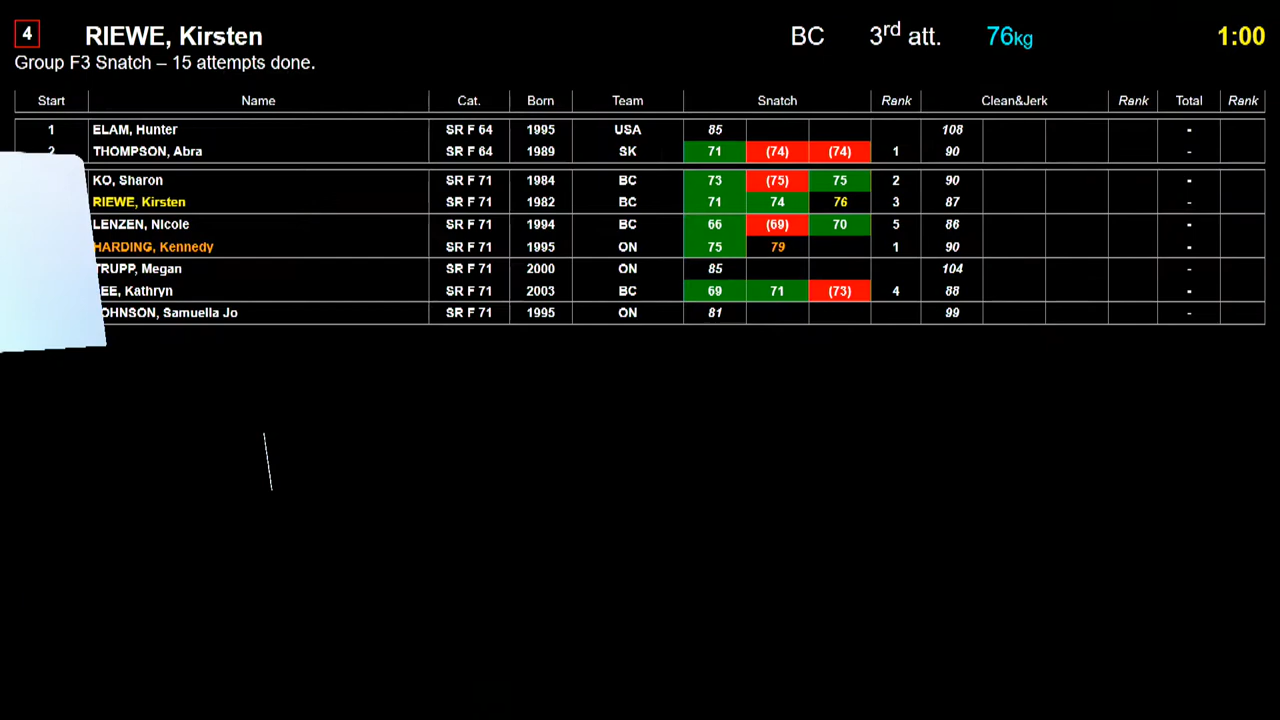 4 RIEWE, Kirsten BC 3rd att. 76kg 1:00
Group F3 Snatch – 15 attempts done.
Start Name Cat. Born Team Snatch Rank Clean&Jerk Rank Total Rank
1 ELAM, Hunter SR F 64 1995 USA 85 108 -
2 THOMPSON, Abra SR F 64 1989 SK 71 (74) (74) 1 90 -
KO, Sharon SR F 71 1984 BC 73 (75) 75 2 90 -
RIEWE, Kirsten SR F 71 1982 BC 71 74 76 3 87 -
LENZEN, Nicole SR F 71 1994 BC 66 (69) 70 5 86 -
HARDING, Kennedy SR F 71 1995 ON 75 79 1 90 -
TRUPP, Megan SR F 71 2000 ON 85 104 -
EE, Kathryn SR F 71 2003 BC 69 71 (73) 4 88 -
OHNSON, Samuella Jo SR F 71 1995 ON 81 99 -